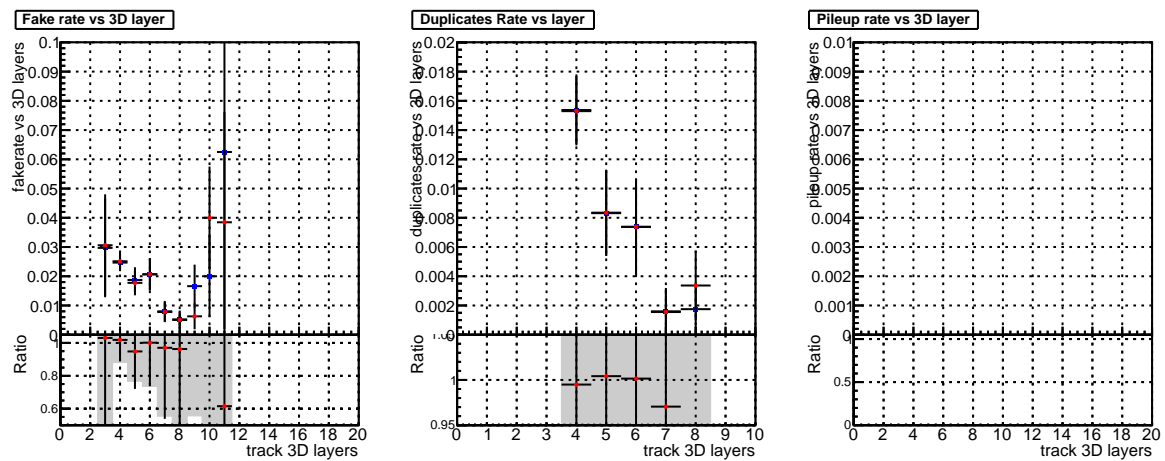 Fake rate vs 3D layer
fakerate vs 3D layers
0.1
0.09
0.08
0.07
0.06
0.05
0.04
0.03
0.02
0.01
0
Ratio
1
0.8
0.6
0 2 4 6 8 10 12 14 16 18 20
track 3D layers
Duplicates Rate vs layer
duplicates rate vs 3D layers
0.02
0.018
0.016
0.014
0.012
0.01
0.008
0.006
0.004
0.002
0
Ratio
1.05
1
0.95
0 1 2 3 4 5 6 7 8 9 10
track 3D layers
Pileup rate vs 3D layer
pileup rate vs 3D layers
0.01
0.009
0.008
0.007
0.006
0.005
0.004
0.003
0.002
0.001
0
Ratio
1
0.5
0
0 2 4 6 8 10 12 14 16 18 20
track 3D layers